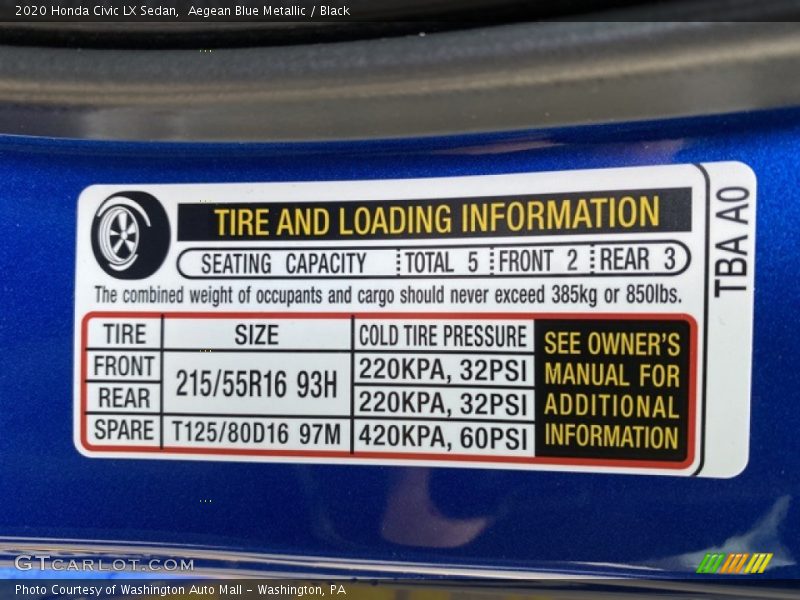 2020 Honda Civic LX Sedan, Aegean Blue Metallic / Black
TIRE AND LOADING INFORMATION
SEATING CAPACITY TOTAL 5 FRONT 2 REAR 3
The combined weight of occupants and cargo should never exceed 385kg or 850lbs.
TIRE SIZE COLD TIRE PRESSURE
FRONT 215/55R16 93H 220KPA, 32PSI
REAR 220KPA, 32PSI
SPARE T125/80D16 97M 420KPA, 60PSI
SEE OWNER'S
MANUAL FOR
ADDITIONAL
INFORMATION
TBA A0
GTCARLOT.COM
Photo Courtesy of Washington Auto Mall - Washington, PA